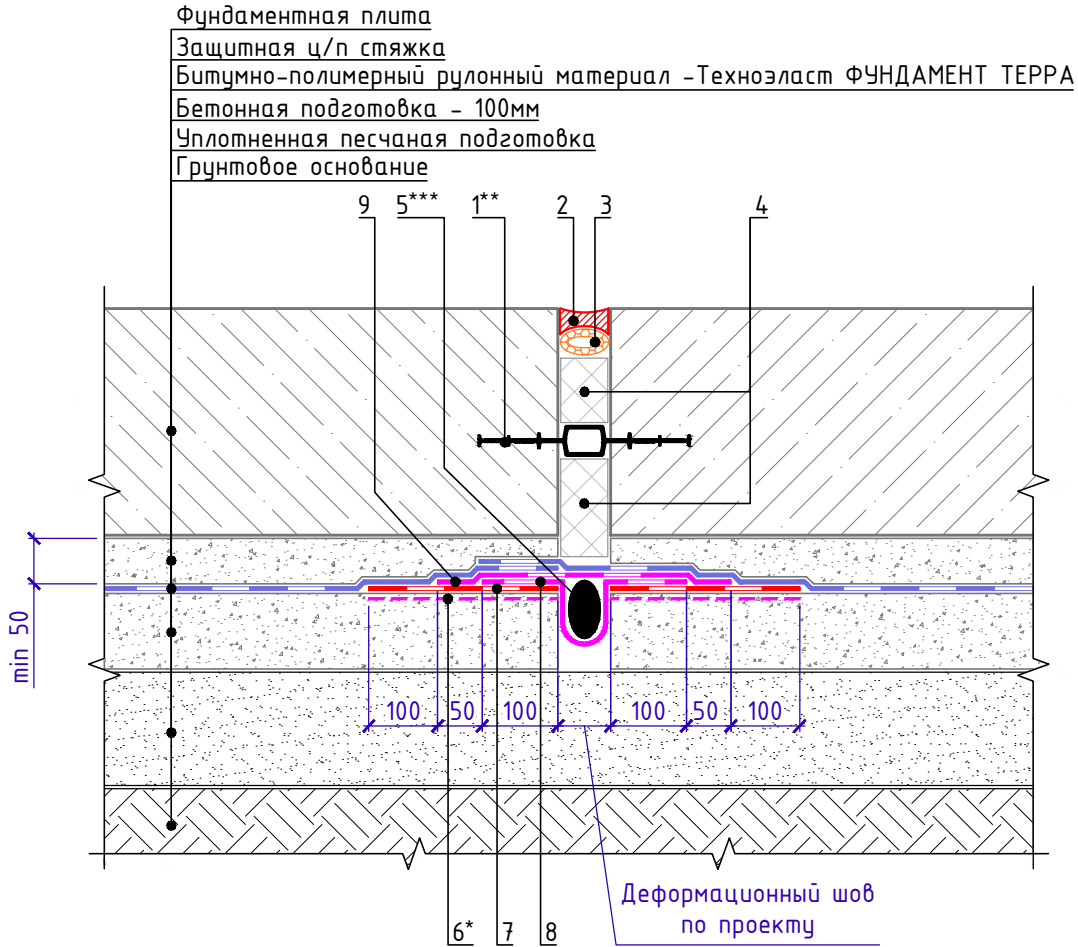 Фундаментная плита
Защитная ц/п стяжка
Битумно-полимерный рулонный материал -Техноэласт ФУНДАМЕНТ ТЕРРА
Бетонная подготовка - 100мм
Уплотненная песчаная подготовка
Грунтовое основание
9 5*** 1** 2 3 4
min 50
100 50 100 100 50 100
Деформационный шов
по проекту
6* 7 8